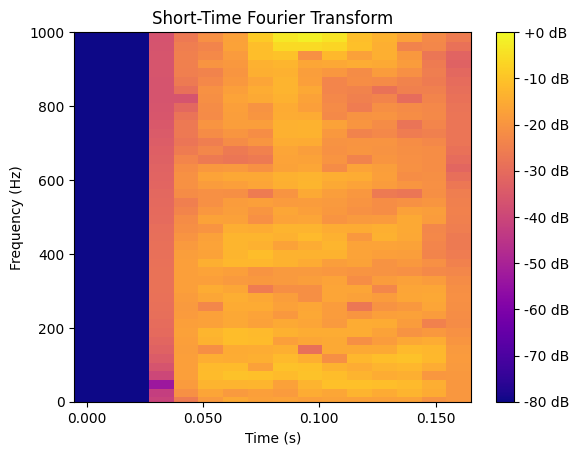 Short-Time Fourier Transform
Frequency (Hz)
1000
800
600
400
200
0
0.000
0.050
0.100
0.150
Time (s)
+0 dB
-10 dB
-20 dB
-30 dB
-40 dB
-50 dB
-60 dB
-70 dB
-80 dB